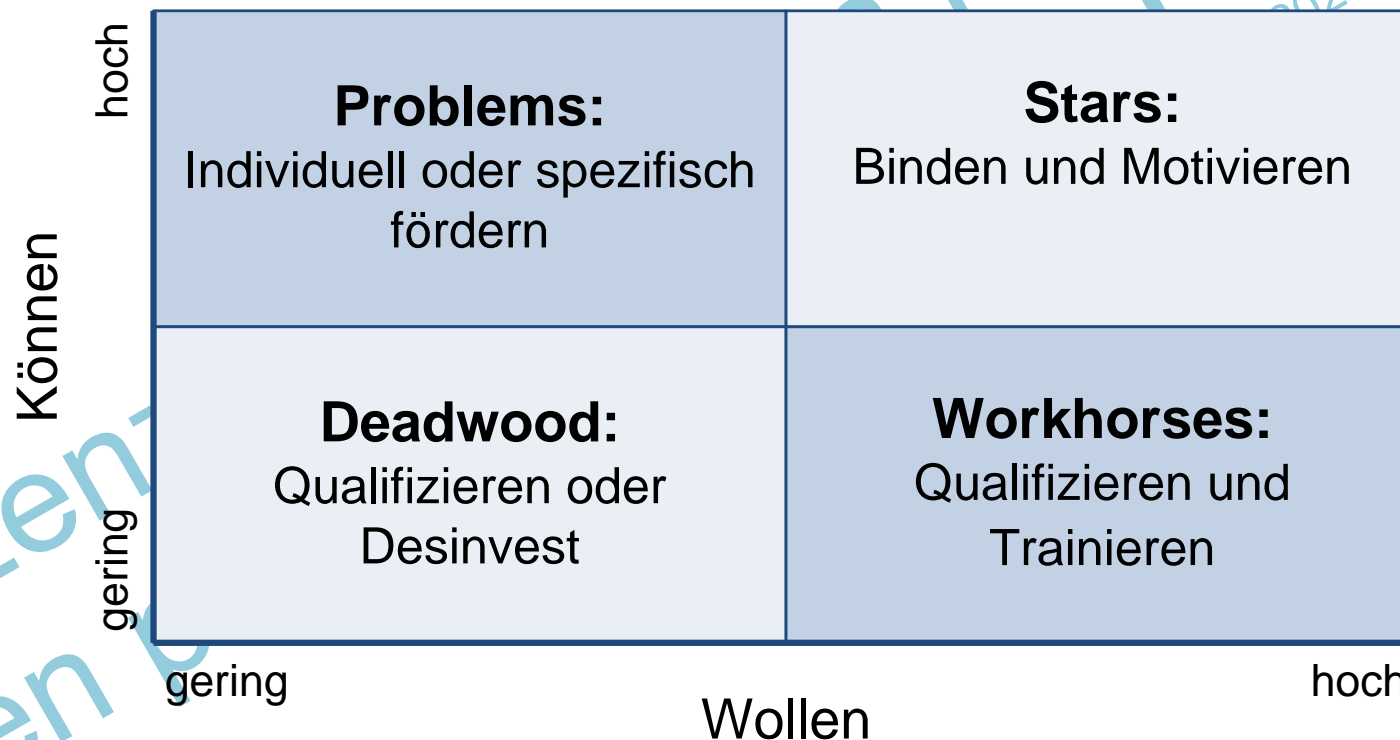 hoch
Problems:
Individuell oder spezifisch
fördern
Stars:
Binden und Motivieren
Können
Deadwood:
Qualifizieren oder
Desinvest
Workhorses:
Qualifizieren und
Trainieren
gering
gering
hoch
Wollen